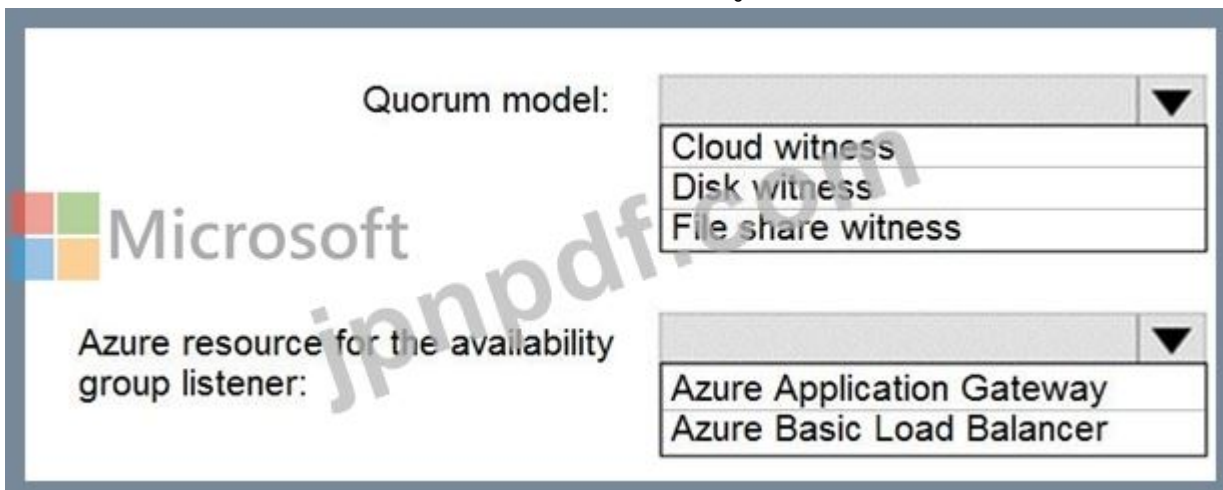 Quorum model:
Cloud witness
Disk witness
File share witness
Microsoft
jpnpdf.com
Azure resource for the availability
group listener:
Azure Application Gateway
Azure Basic Load Balancer